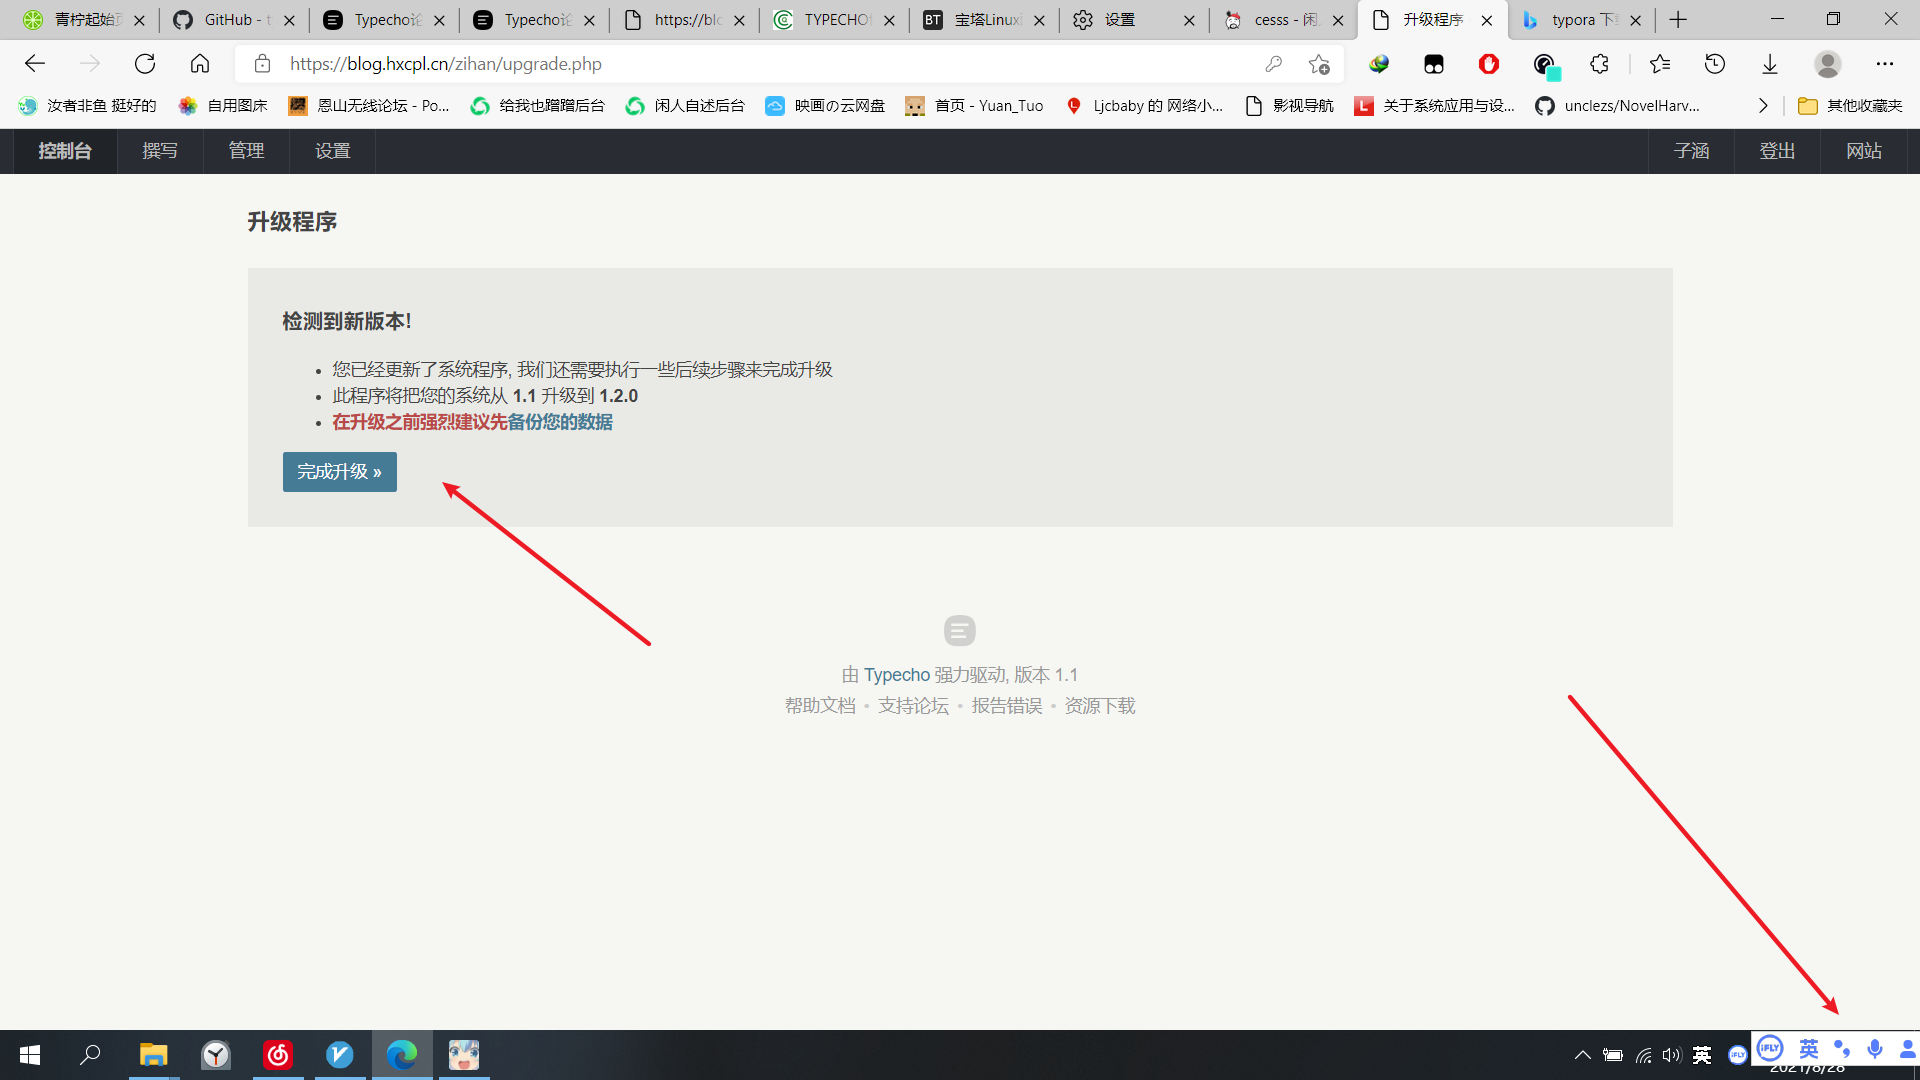 青柠起始页
GitHub - t
Typecho论
Typecho论
https://blo
TYPECHO
宝塔Linux
设置
cesss - 闲
升级程序
typora 下载
https://blog.hxcpl.cn/zihan/upgrade.php
汝者非鱼 挺好的
自用图床
恩山无线论坛 - Po...
给我也蹭蹭后台
闲人自述后台
映画の云网盘
首页 - Yuan_Tuo
Ljcbaby 的 网络小...
影视导航
关于系统应用与设...
unclezs/NovelHarv...
其他收藏夹
控制台 撰写 管理 设置 子涵 登出 网站
升级程序
检测到新版本!
• 您已经更新了系统程序, 我们还需要执行一些后续步骤来完成升级
• 此程序将把您的系统从 1.1 升级到 1.2.0
• 在升级之前强烈建议先备份您的数据
完成升级 »
由 Typecho 强力驱动, 版本 1.1
帮助文档 • 支持论坛 • 报告错误 • 资源下载
英
iFLY
iFLY
英
2021/8/28